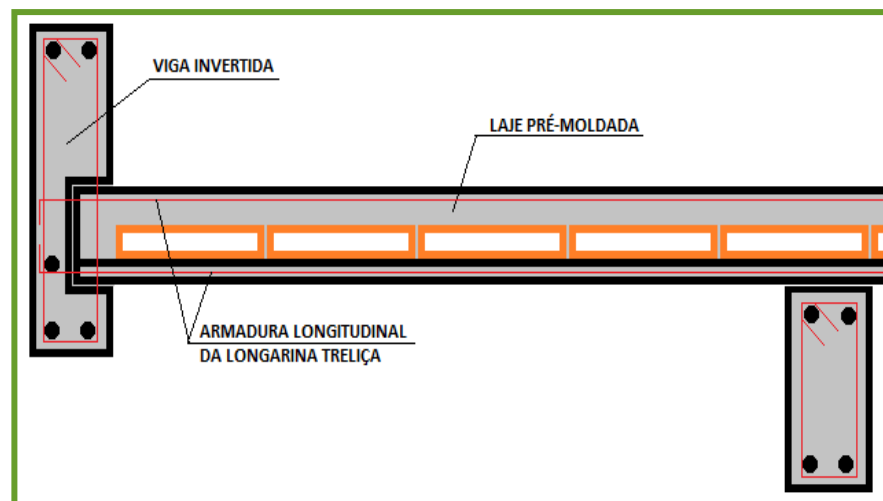 VIGA INVERTIDA
LAJE PRÉ-MOLDADA
ARMADURA LONGITUDINAL
DA LONGARINA TRELIÇA